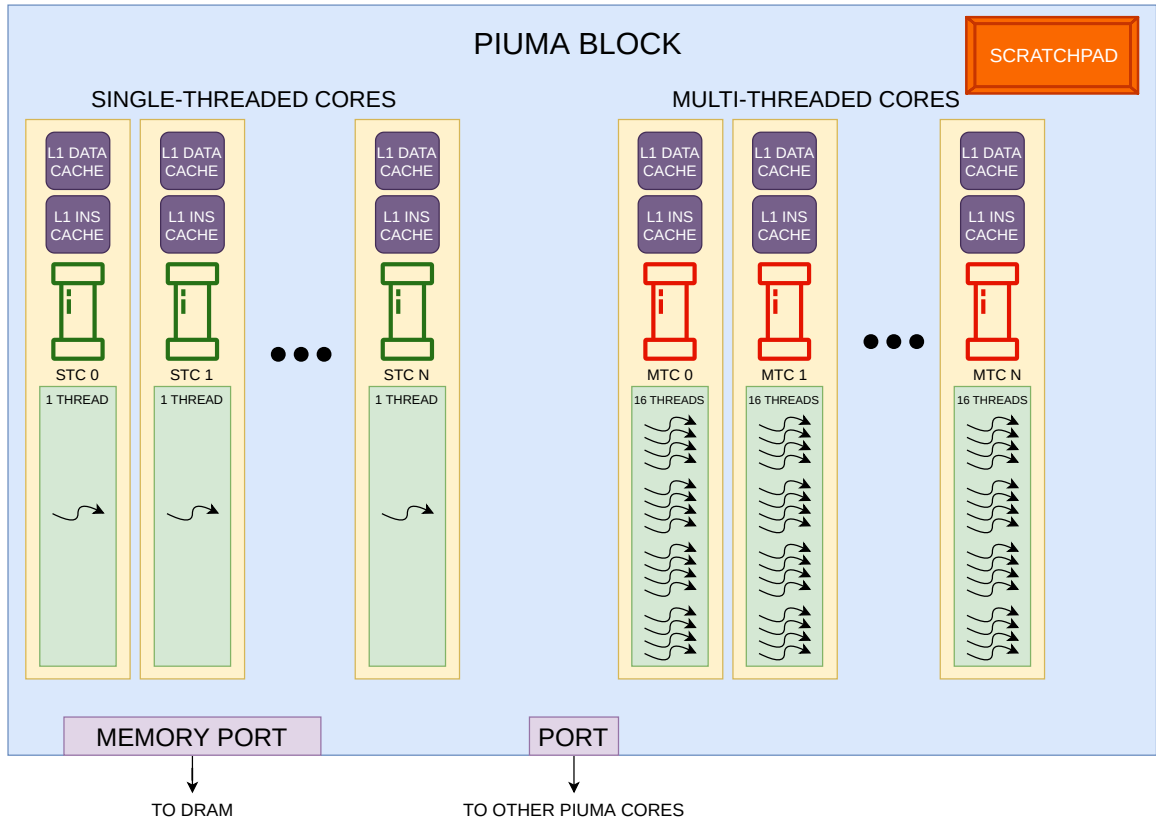 PIUMA BLOCK
SCRATCHPAD
SINGLE-THREADED CORES
MULTI-THREADED CORES
L1 DATA
CACHE
L1 INS
CACHE
STC 0
1 THREAD
L1 DATA
CACHE
L1 INS
CACHE
STC 1
1 THREAD
L1 DATA
CACHE
L1 INS
CACHE
STC N
1 THREAD
L1 DATA
CACHE
L1 INS
CACHE
MTC 0
16 THREADS
L1 DATA
CACHE
L1 INS
CACHE
MTC 1
16 THREADS
L1 DATA
CACHE
L1 INS
CACHE
MTC N
16 THREADS
MEMORY PORT
PORT
TO DRAM
TO OTHER PIUMA CORES